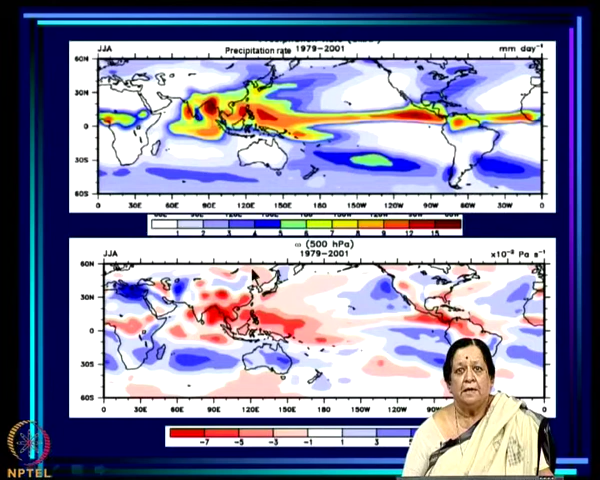 JJA
Precipitation rate 1979-2001
mm day⁻¹
60N
30N
0
30S
60S
0 30E 60E 90E 120E 150E 180 150W 120W 90W 60W 30W 0
2 3 4 5 6 7 8 9 12 15
ω (500 hPa)
JJA
1979-2001
x10⁻² Pa s⁻¹
60N
30N
0
30S
60S
0 30E 60E 90E 120E 150E 180 150W 120W 90W
-7 -5 -3 -1 1 3
NPTEL